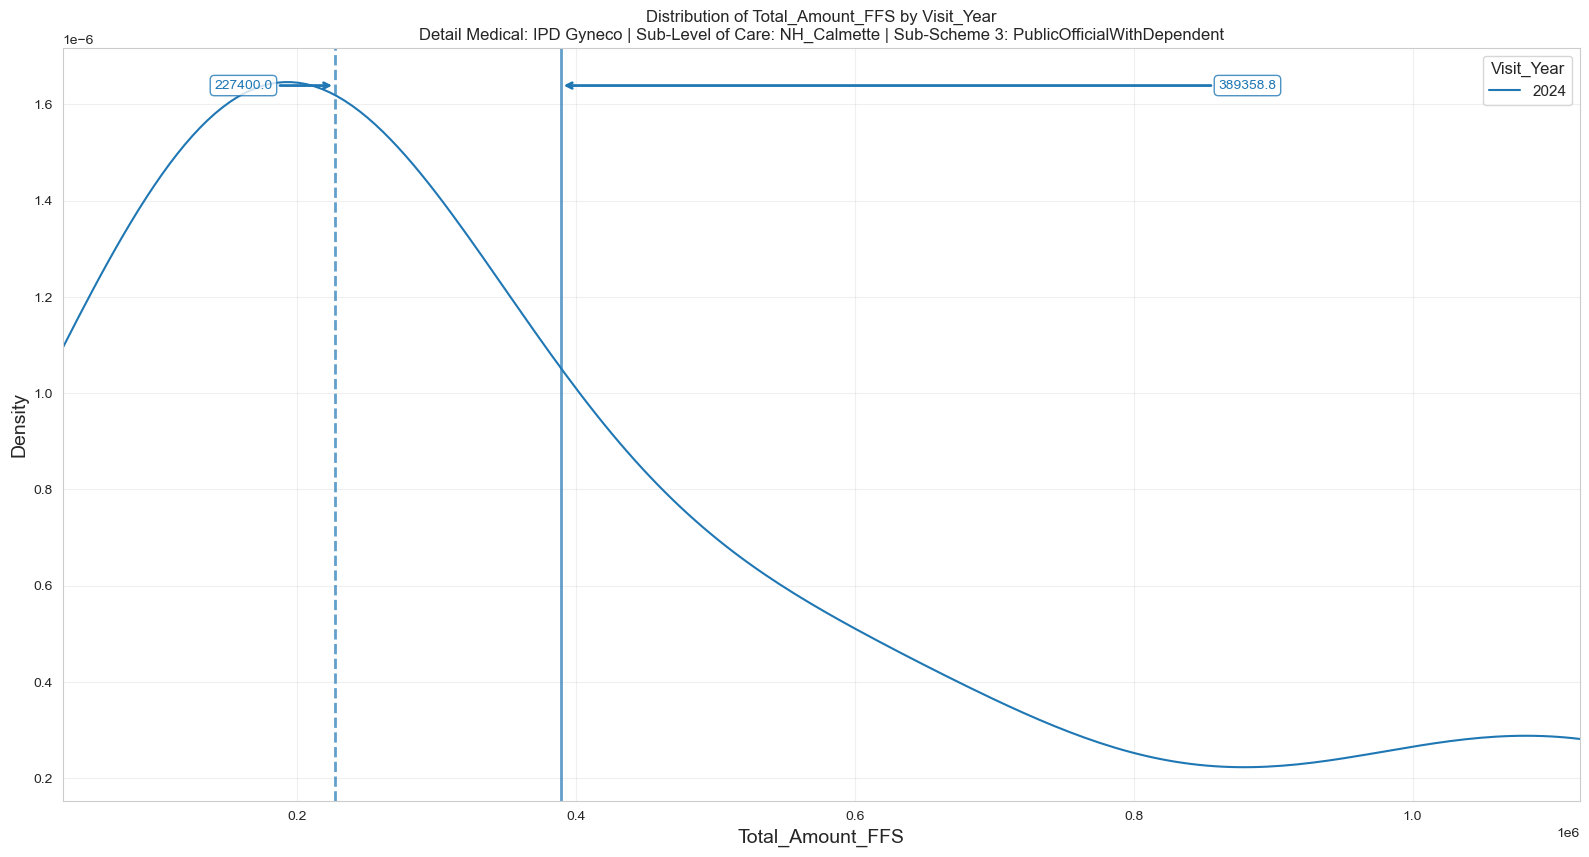 Distribution of Total_Amount_FFS by Visit_Year
Detail Medical: IPD Gyneco | Sub-Level of Care: NH_Calmette | Sub-Scheme 3: PublicOfficialWithDependent
1e−6
227400.0
389358.8
Visit_Year
2024
1.6
1.4
1.2
1.0
0.8
0.6
0.4
0.2
Density
0.2
0.4
0.6
0.8
1.0
1e6
Total_Amount_FFS